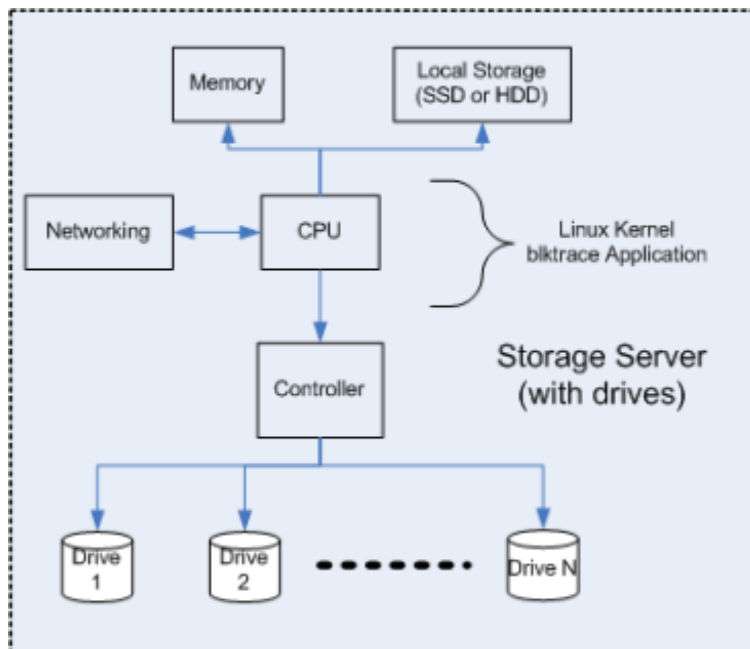 Memory
Local Storage
(SSD or HDD)
Networking
CPU
Linux Kernel
blktrace Application
Controller
Storage Server
(with drives)
Drive
1
Drive
2
Drive N